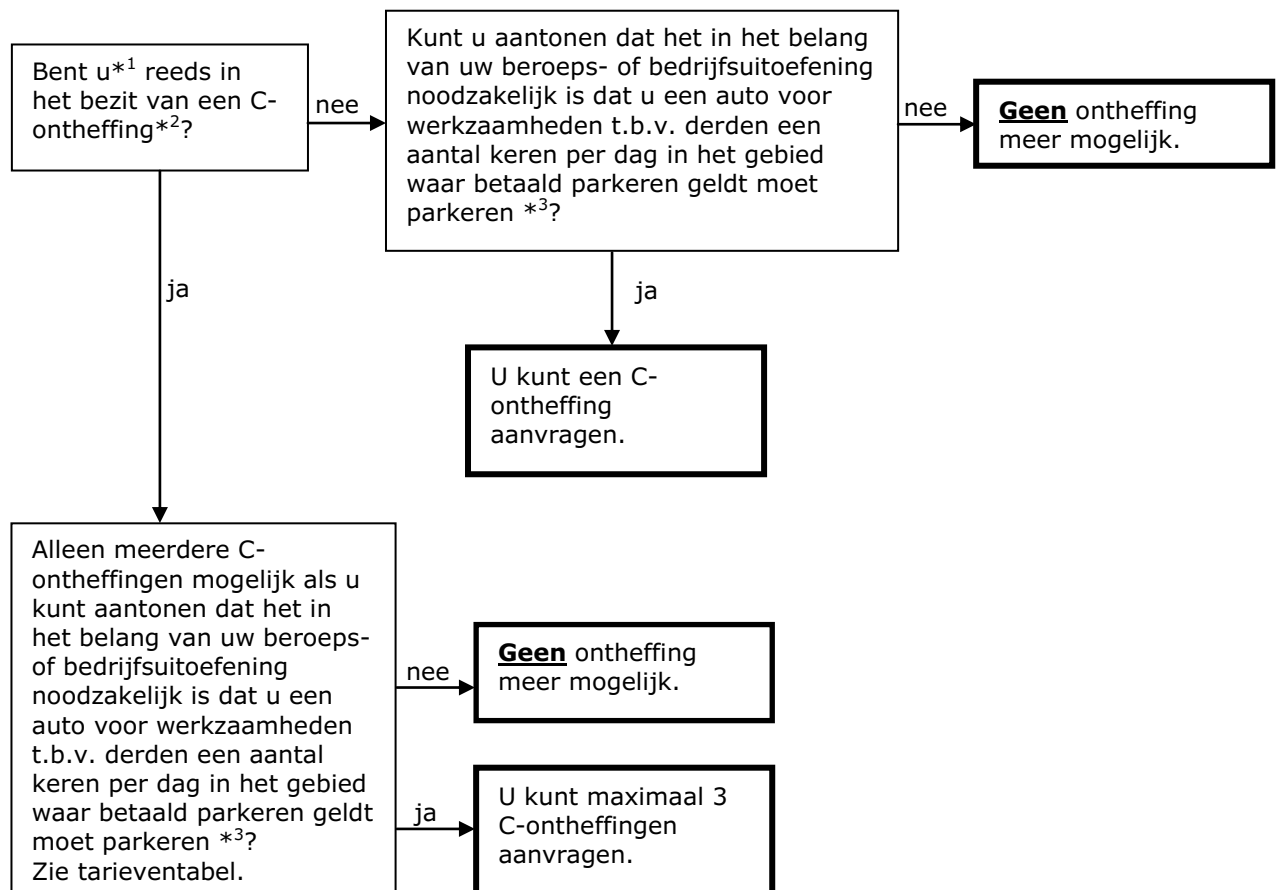 Bent u*¹ reeds in
het bezit van een C-
ontheffing*²?
nee
Kunt u aantonen dat het in het belang
van uw beroeps- of bedrijfsuitoefening
noodzakelijk is dat u een auto voor
werkzaamheden t.b.v. derden een
aantal keren per dag in het gebied
waar betaald parkeren geldt moet
parkeren *³?
nee
Geen ontheffing
meer mogelijk.
ja
ja
U kunt een C-
ontheffing
aanvragen.
Alleen meerdere C-
ontheffingen mogelijk als u
kunt aantonen dat het in
het belang van uw beroeps-
of bedrijfsuitoefening
noodzakelijk is dat u een
auto voor werkzaamheden
t.b.v. derden een aantal
keren per dag in het gebied
waar betaald parkeren geldt
moet parkeren *³?
Zie tarieventabel.
nee
Geen ontheffing
meer mogelijk.
ja
U kunt maximaal 3
C-ontheffingen
aanvragen.